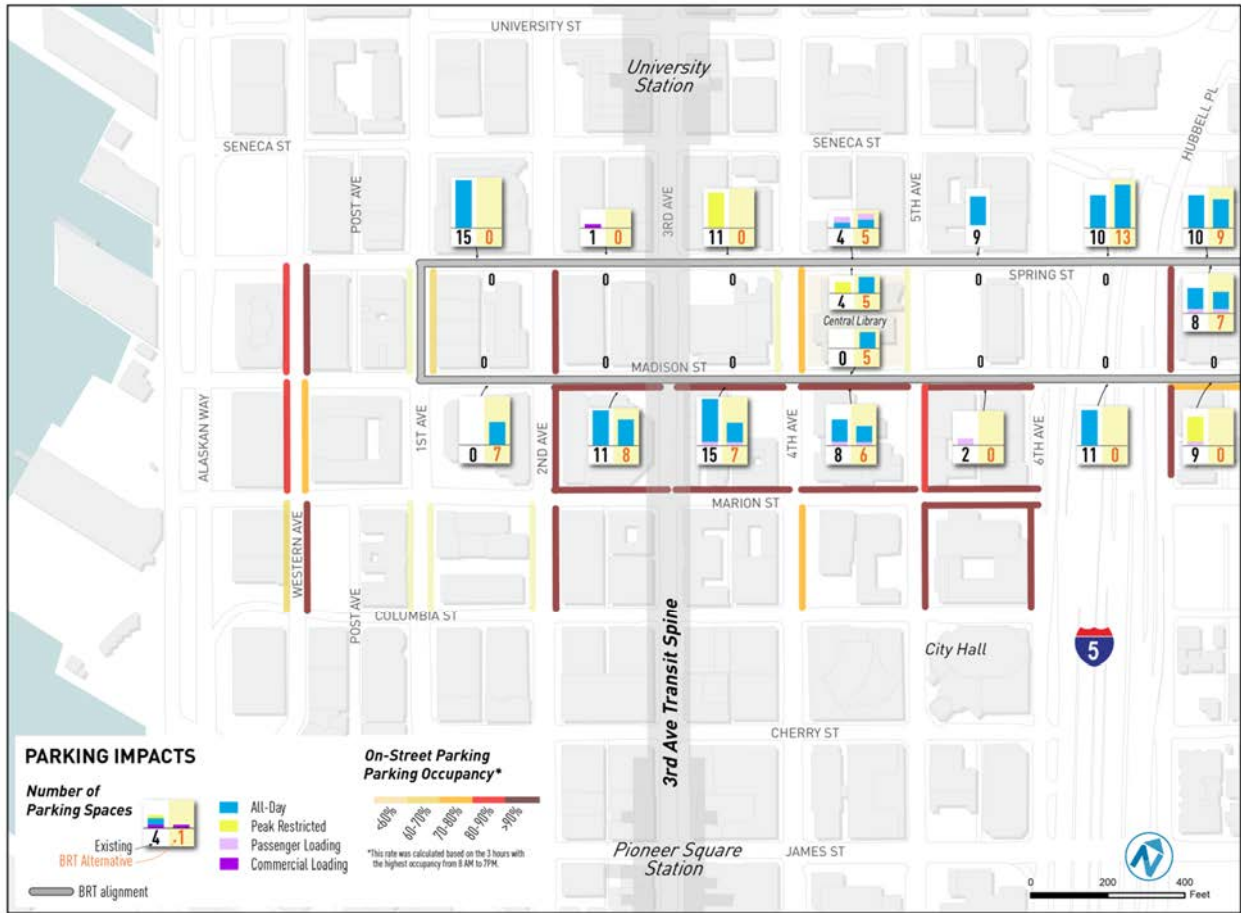 UNIVERSITY ST
University
Station
HUBBELL PL
SENECA ST
SENECA ST
POST AVE
3RD AVE
5TH AVE
15 0
1 0
11 0
4 5
9
10 13
10 9
0
0
0
0
0
SPRING ST
4 5
Central Library
8 7
0 5
0
0
0
0
0
0
MADISON ST
ALASKAN WAY
1ST AVE
2ND AVE
4TH AVE
6TH AVE
0 7
11 8
15 7
8 6
2 0
11 0
9 0
MARION ST
WESTERN AVE
POST AVE
COLUMBIA ST
3rd Ave Transit Spine
City Hall
5
CHERRY ST
PARKING IMPACTS
Number of
Parking Spaces
4 -1
Existing
BRT Alternative
All-Day
Peak Restricted
Passenger Loading
Commercial Loading
BRT alignment
On-Street Parking
Parking Occupancy*
<60%
60-70%
70-80%
80-90%
>90%
*This rate was calculated based on the 3 hours with
the highest occupancy from 8 AM to 7PM.
Pioneer Square
Station
JAMES ST
N
0 200 400
Feet